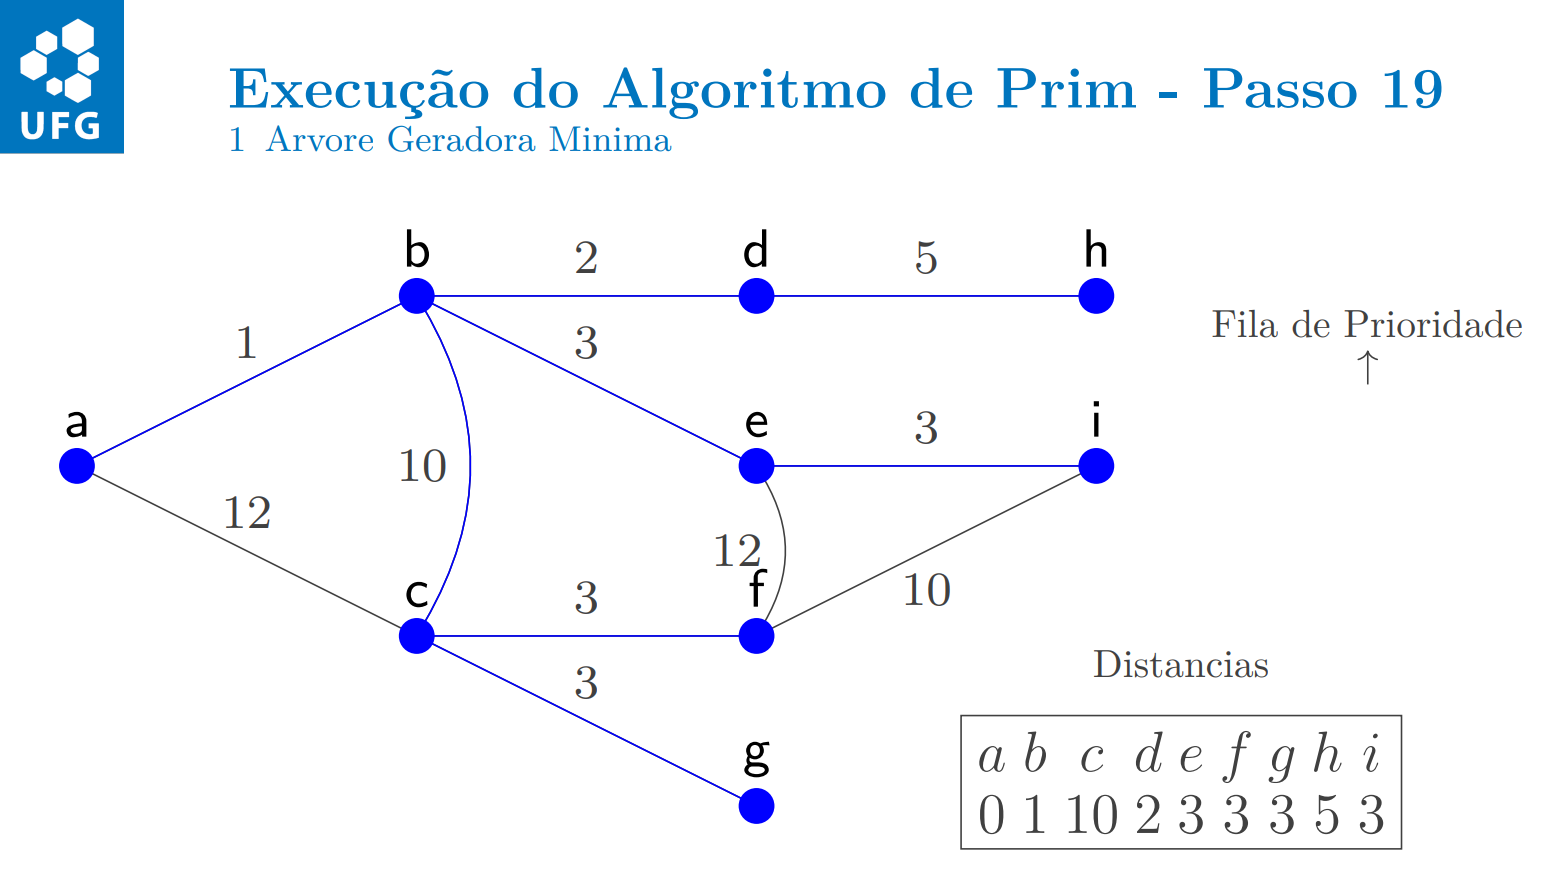 UFG
Execução do Algoritmo de Prim - Passo 19
1 Arvore Geradora Minima
b 2 d 5 h
Fila de Prioridade
↑
1 3
a e 3 i
10
12
12
c 3 f 10
3
Distancias
g
a b c d e f g h i
0 1 10 2 3 3 3 5 3